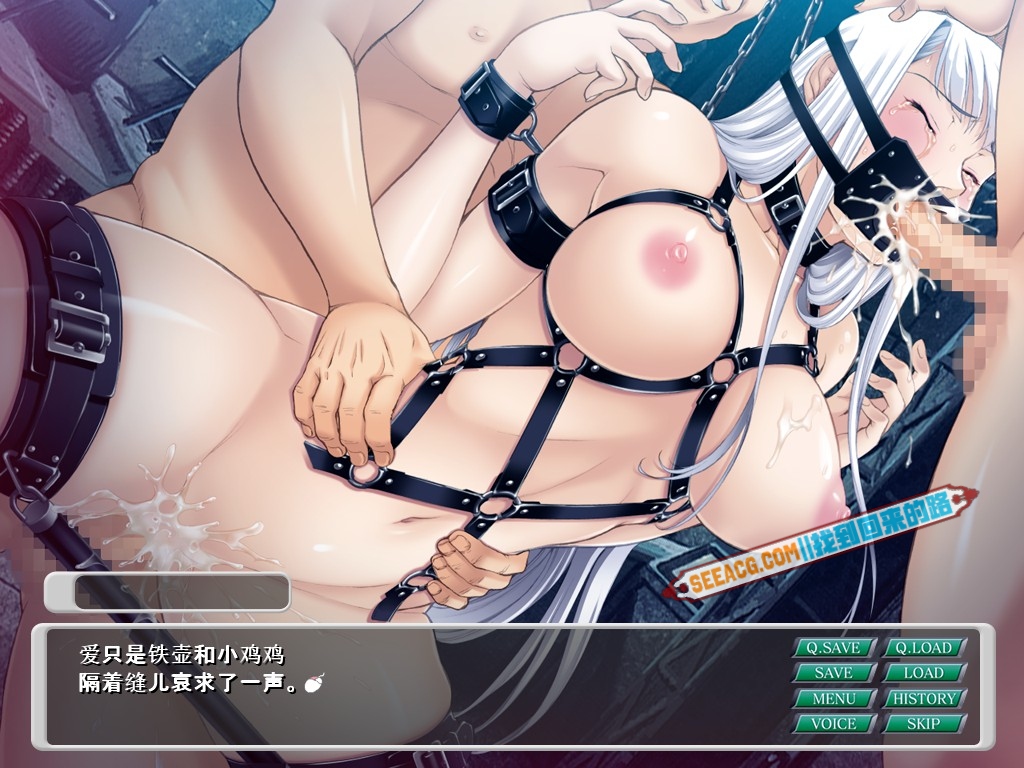 SEEACG.COM||找到回来的路
爱只是铁壶和小鸡鸡
隔着缝儿哀求了一声。
Q.SAVE Q.LOAD
SAVE LOAD
MENU HISTORY
VOICE SKIP